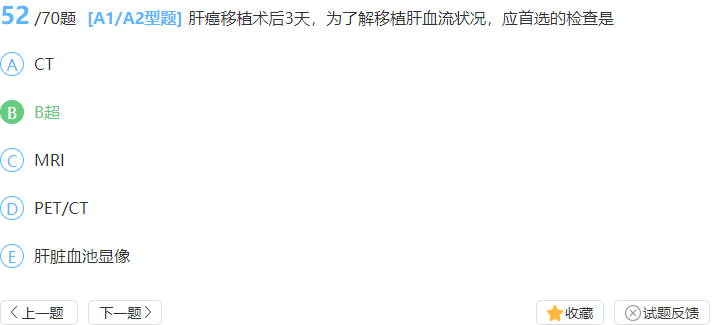 52 /70题 [A1/A2型题] 肝癌移植术后3天，为了解移植肝血流状况，应首选的检查是
A CT
B B超
C MRI
D PET/CT
E 肝脏血池显像
上一题 下一题 收藏 试题反馈